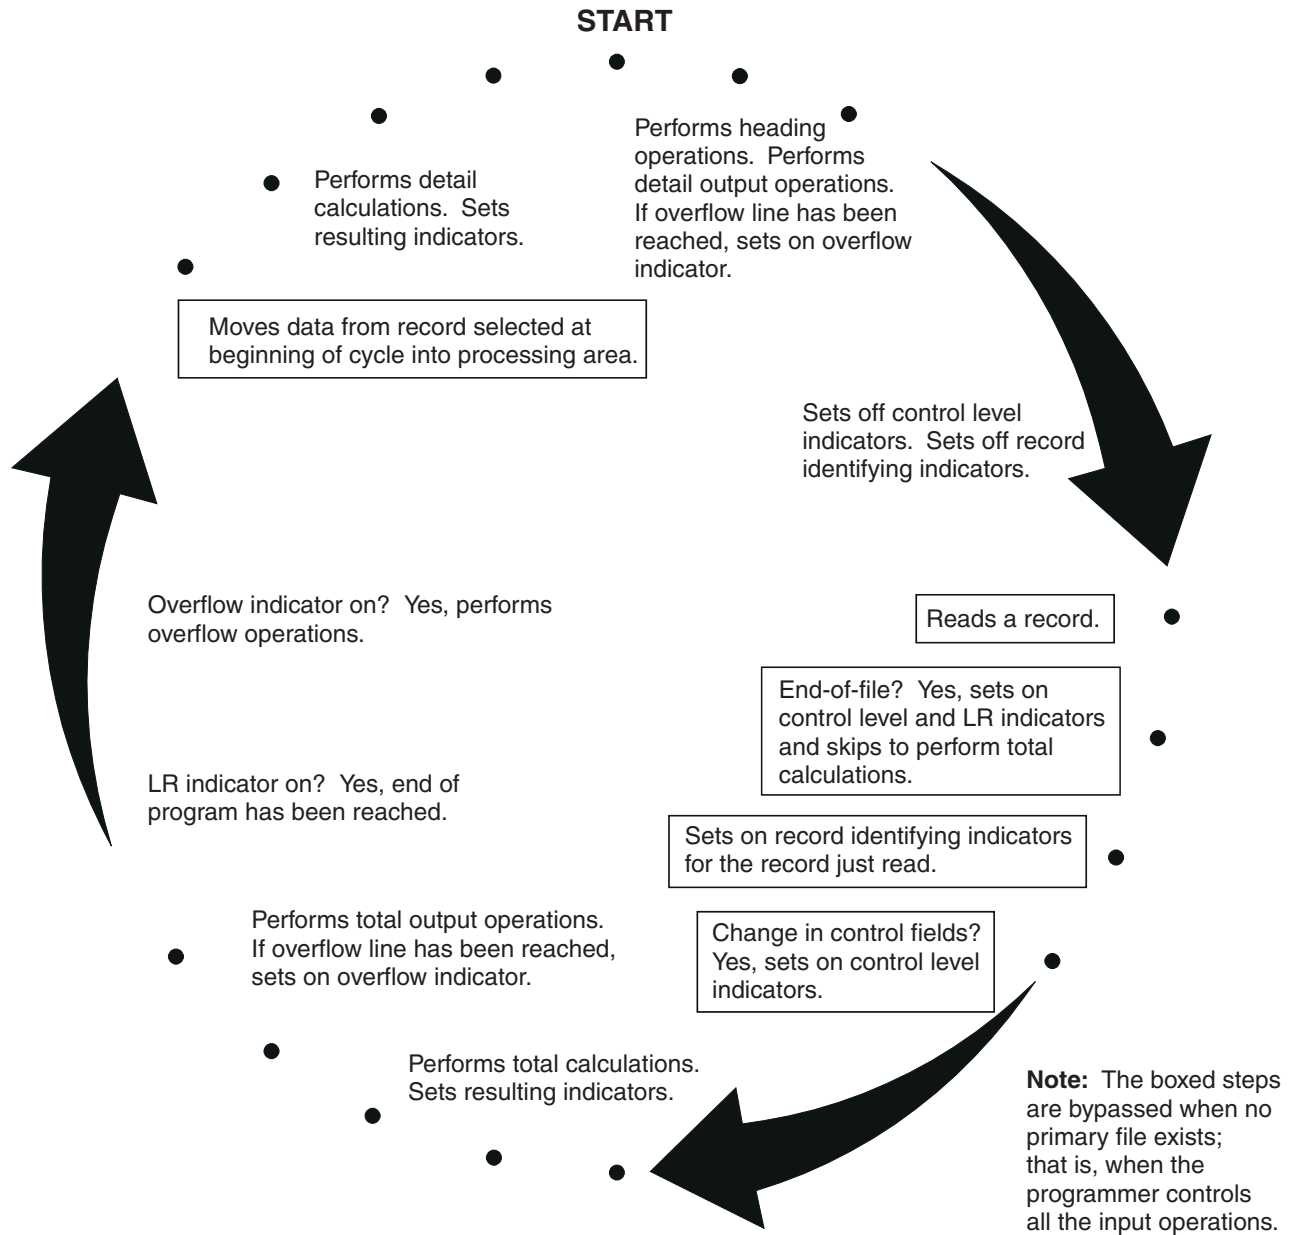 START
Performs heading
operations. Performs
detail output operations.
If overflow line has been
reached, sets on overflow
indicator.
Sets off control level
indicators. Sets off record
identifying indicators.
Reads a record.
End-of-file? Yes, sets on
control level and LR indicators
and skips to perform total
calculations.
Sets on record identifying indicators
for the record just read.
Change in control fields?
Yes, sets on control level
indicators.
Performs total calculations.
Sets resulting indicators.
Performs total output operations.
If overflow line has been reached,
sets on overflow indicator.
LR indicator on? Yes, end of
program has been reached.
Overflow indicator on? Yes, performs
overflow operations.
Moves data from record selected at
beginning of cycle into processing area.
Performs detail
calculations. Sets
resulting indicators.
Note: The boxed steps
are bypassed when no
primary file exists;
that is, when the
programmer controls
all the input operations.